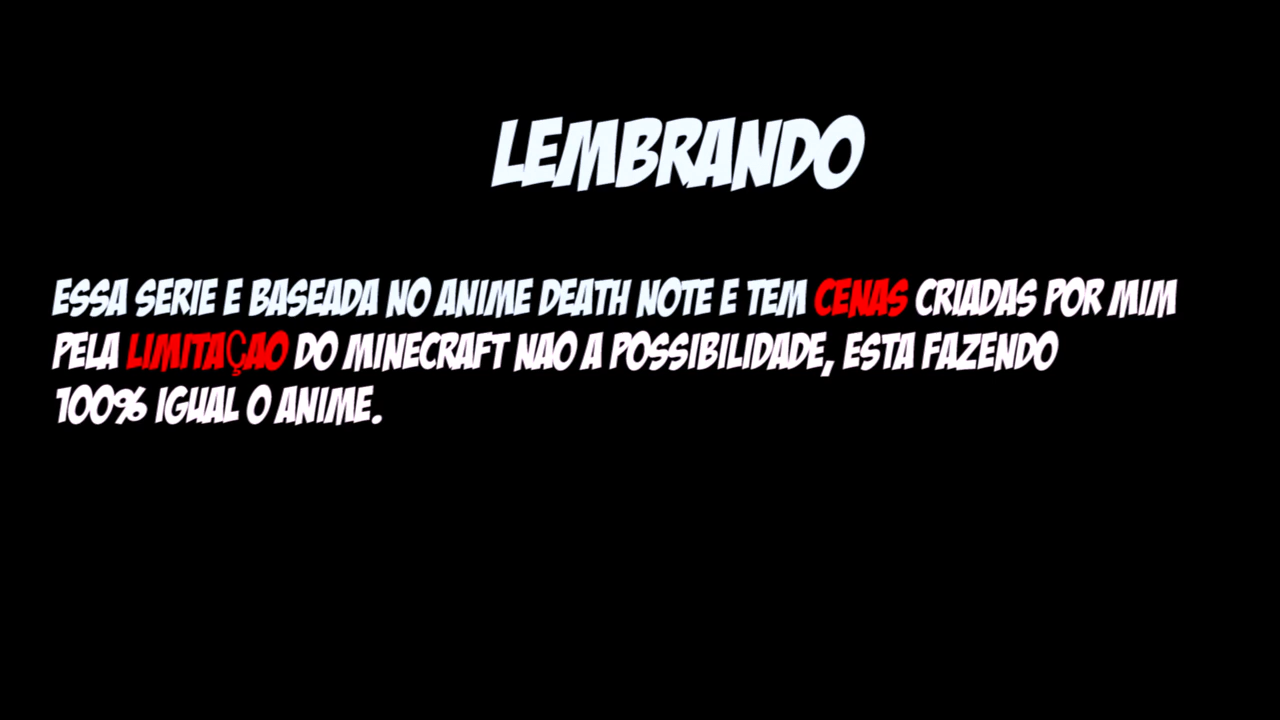 LEMBRANDO
ESSA SERIE E BASEADA NO ANIME DEATH NOTE E TEM CENAS CRIADAS POR MIM
PELA LIMITAÇAO DO MINECRAFT NAO A POSSIBILIDADE, ESTA FAZENDO
100% IGUAL O ANIME.